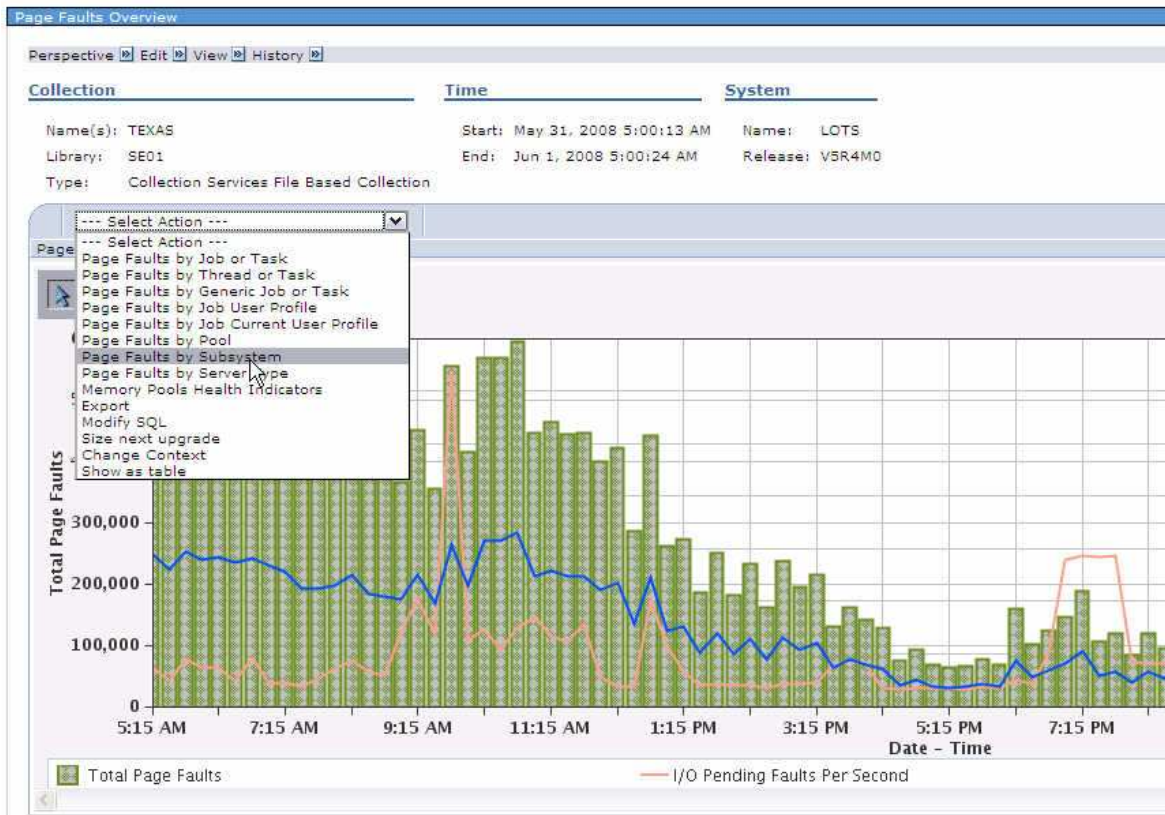 Page Faults Overview
Perspective Edit View History
Collection Time System
Name(s): TEXAS Start: May 31, 2008 5:00:13 AM Name: LOTS
Library: SE01 End: Jun 1, 2008 5:00:24 AM Release: V5R4M0
Type: Collection Services File Based Collection
--- Select Action ---
Page
--- Select Action ---
Page Faults by Job or Task
Page Faults by Thread or Task
Page Faults by Generic Job or Task
Page Faults by Job User Profile
Page Faults by Job Current User Profile
Page Faults by Pool
Page Faults by Subsystem
Page Faults by Server Type
Memory Pools Health Indicators
Export
Modify SQL
Size next upgrade
Change Context
Show as table
Total Page Faults
300,000
200,000
100,000
0
5:15 AM 7:15 AM 9:15 AM 11:15 AM 1:15 PM 3:15 PM 5:15 PM 7:15 PM
Date - Time
Total Page Faults I/O Pending Faults Per Second